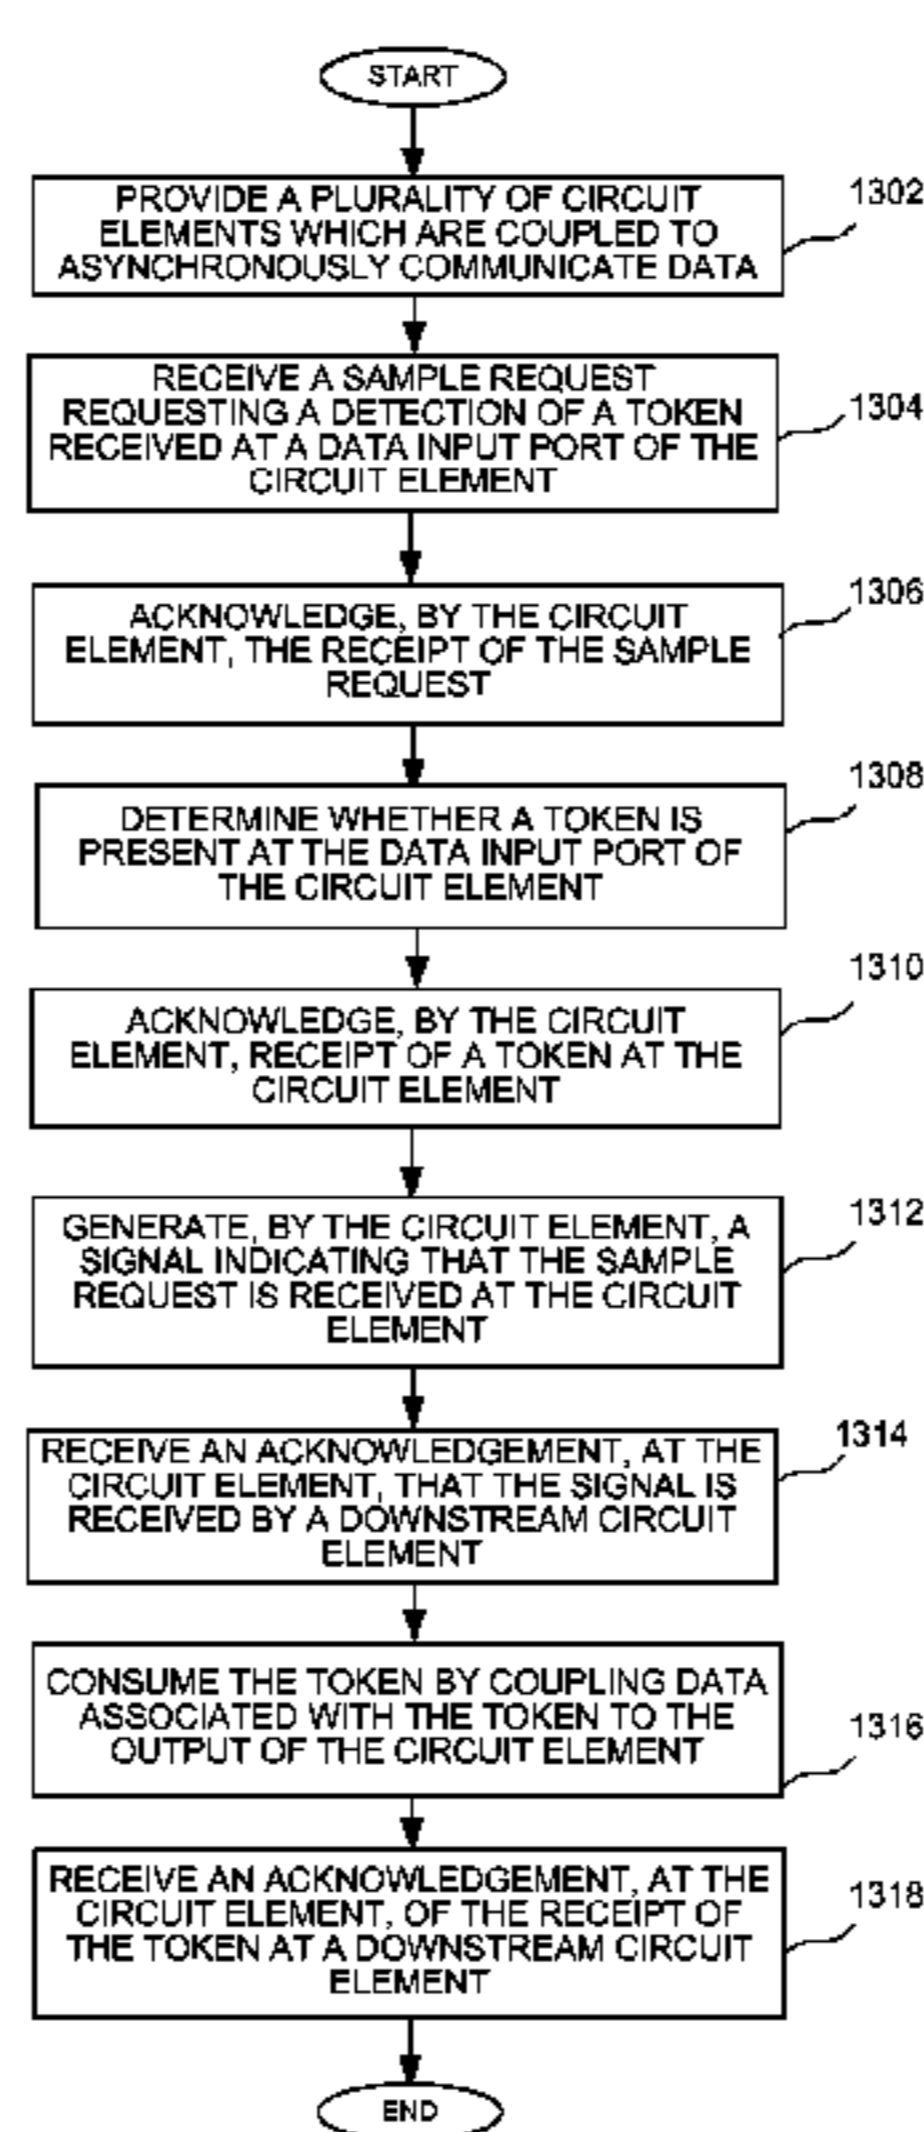 START
PROVIDE A PLURALITY OF CIRCUIT
ELEMENTS WHICH ARE COUPLED TO
ASYNCHRONOUSLY COMMUNICATE DATA
1302
RECEIVE A SAMPLE REQUEST
REQUESTING A DETECTION OF A TOKEN
RECEIVED AT A DATA INPUT PORT OF THE
CIRCUIT ELEMENT
1304
ACKNOWLEDGE, BY THE CIRCUIT
ELEMENT, THE RECEIPT OF THE SAMPLE
REQUEST
1306
DETERMINE WHETHER A TOKEN IS
PRESENT AT THE DATA INPUT PORT OF
THE CIRCUIT ELEMENT
1308
ACKNOWLEDGE, BY THE CIRCUIT
ELEMENT, RECEIPT OF A TOKEN AT THE
CIRCUIT ELEMENT
1310
GENERATE, BY THE CIRCUIT ELEMENT, A
SIGNAL INDICATING THAT THE SAMPLE
REQUEST IS RECEIVED AT THE CIRCUIT
ELEMENT
1312
RECEIVE AN ACKNOWLEDGEMENT, AT THE
CIRCUIT ELEMENT, THAT THE SIGNAL IS
RECEIVED BY A DOWNSTREAM CIRCUIT
ELEMENT
1314
CONSUME THE TOKEN BY COUPLING DATA
ASSOCIATED WITH THE TOKEN TO THE
OUTPUT OF THE CIRCUIT ELEMENT
1316
RECEIVE AN ACKNOWLEDGEMENT, AT THE
CIRCUIT ELEMENT, OF THE RECEIPT OF
THE TOKEN AT A DOWNSTREAM CIRCUIT
ELEMENT
1318
END